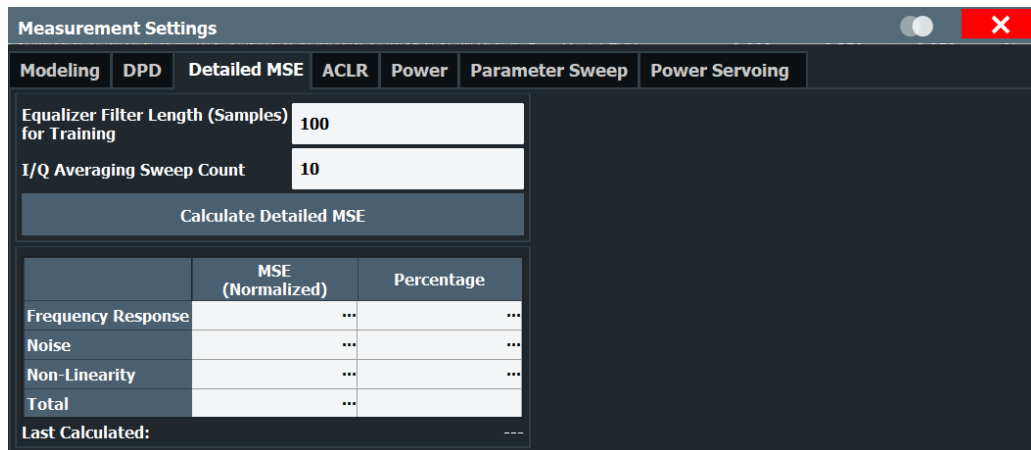 Measurement Settings
Modeling DPD Detailed MSE ACLR Power Parameter Sweep Power Servoing
Equalizer Filter Length (Samples)
for Training
100
I/Q Averaging Sweep Count 10
Calculate Detailed MSE
MSE
(Normalized)
Percentage
Frequency Response ... ...
Noise ... ...
Non-Linearity ... ...
Total ...
Last Calculated: ---